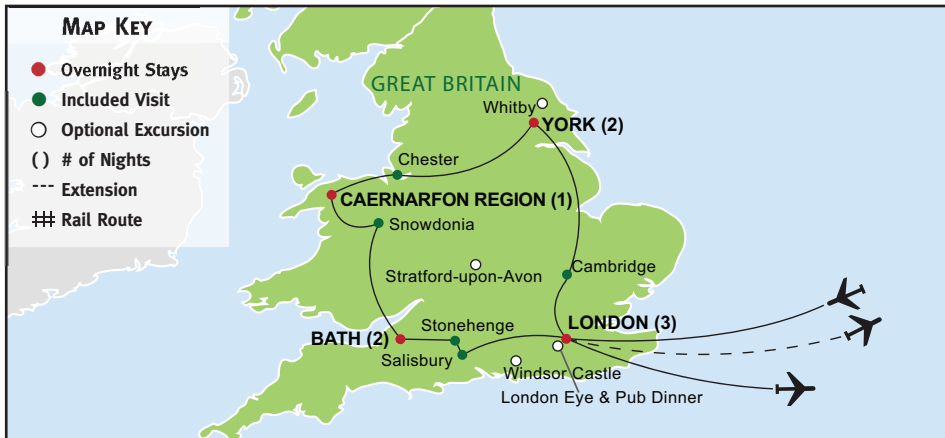 MAP KEY
Overnight Stays
Included Visit
Optional Excursion
( ) # of Nights
Extension
Rail Route
GREAT BRITAIN
Whitby
YORK (2)
Chester
CAERNARFON REGION (1)
Snowdonia
Stratford-upon-Avon
Cambridge
BATH (2)
Stonehenge
LONDON (3)
Salisbury
Windsor Castle
London Eye & Pub Dinner